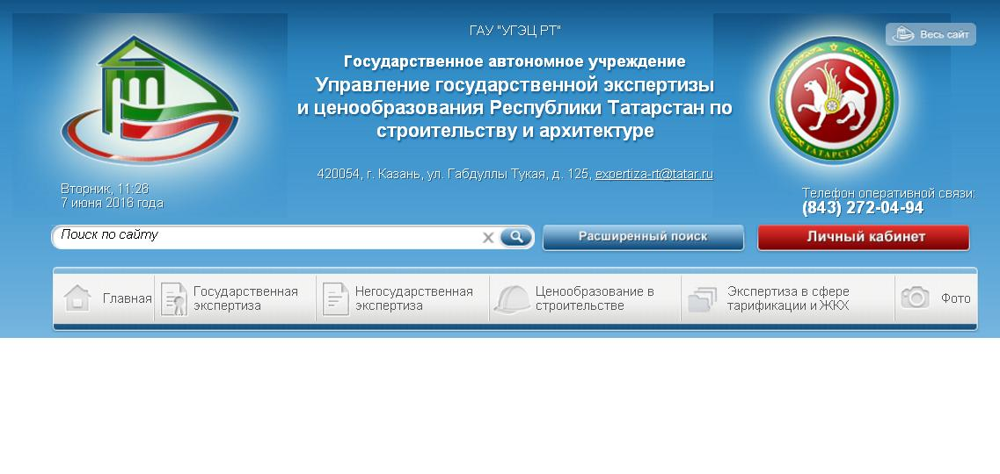 ГАУ "УГЭЦ РТ"
Весь сайт
Государственное автономное учреждение
Управление государственной экспертизы
и ценообразования Республики Татарстан по
строительству и архитектуре
ТАТАРСТАН
420054, г. Казань, ул. Габдуллы Тукая, д. 125, expertiza-rt@tatar.ru
Вторник, 11:28
7 июня 2016 года
Телефон оперативной связи:
(843) 272-04-94
Поиск по сайту
Расширенный поиск
Личный кабинет
Главная
Государственная
экспертиза
Негосударственная
экспертиза
Ценообразование в
строительстве
Экспертиза в сфере
тарификации и ЖКХ
Фото